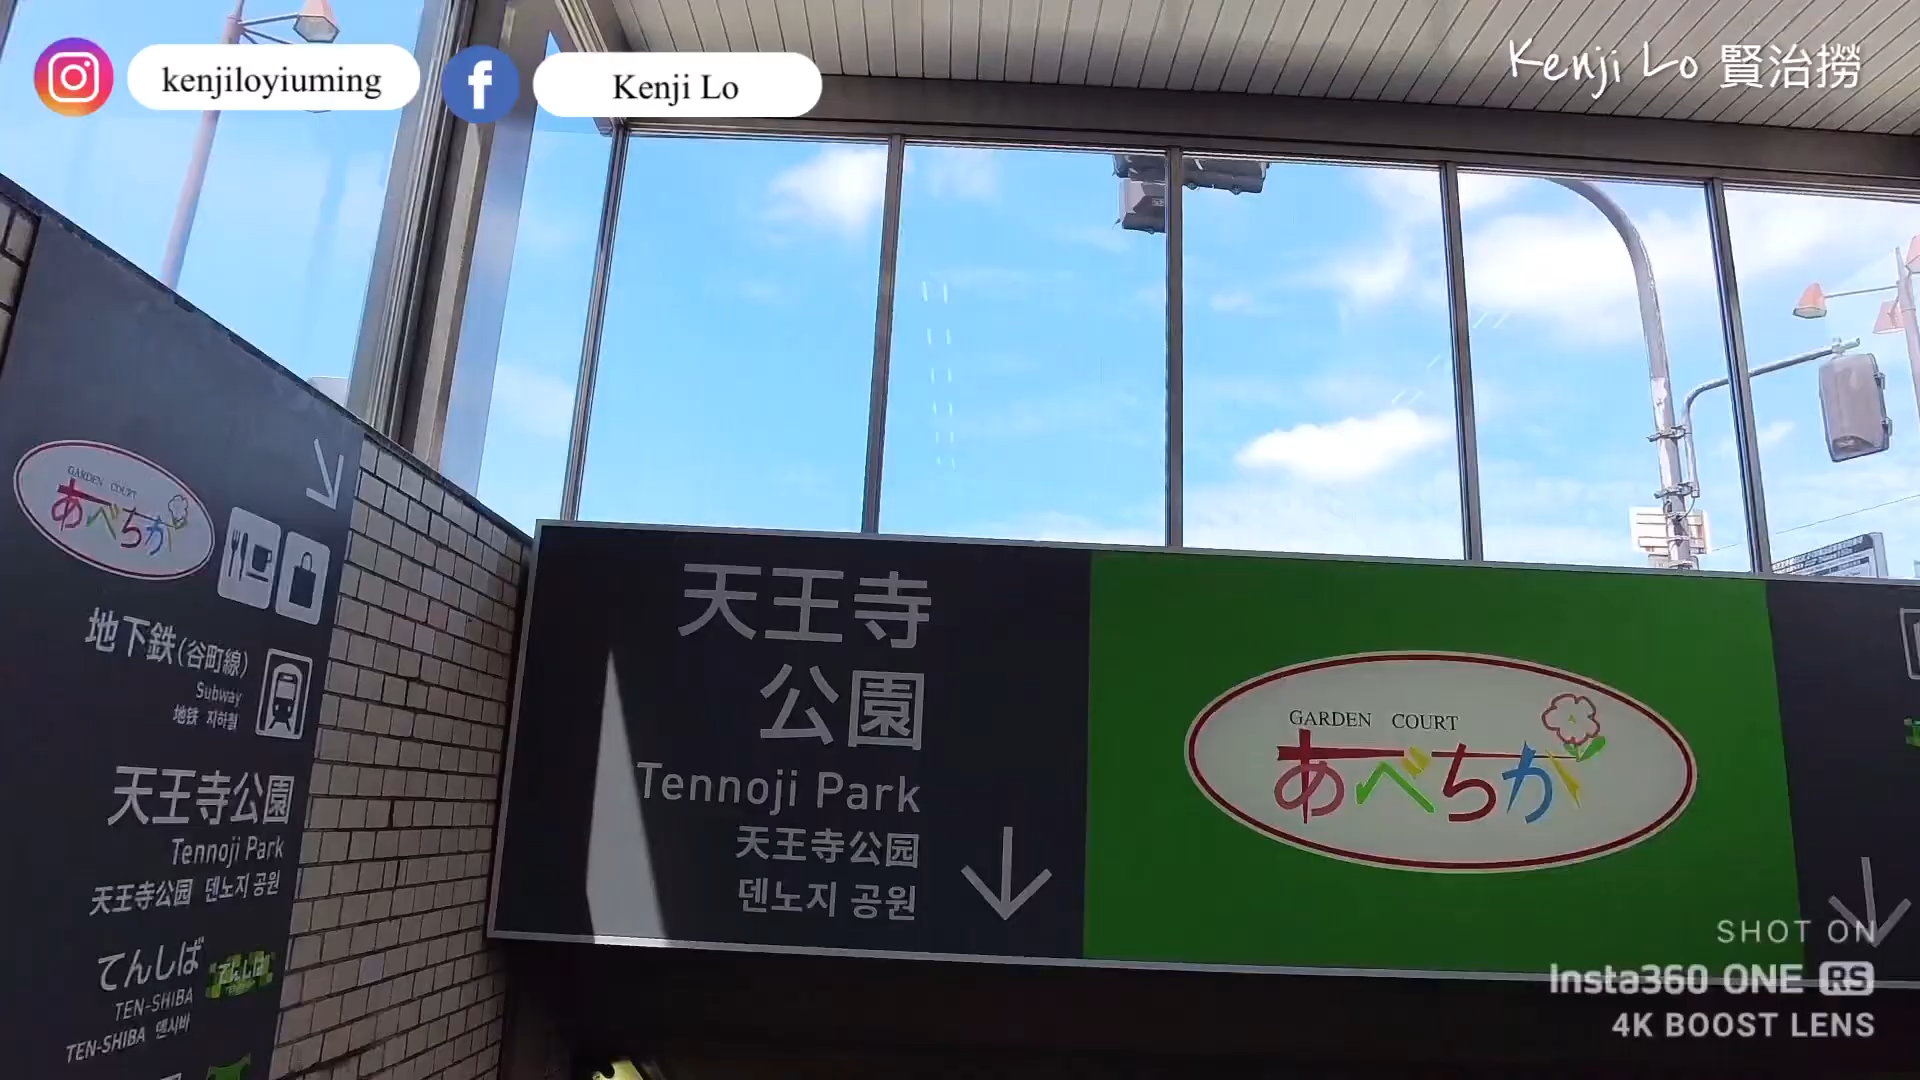 kenjiloyiuming
Kenji Lo
Kenji Lo 賢治撈
GARDEN COURT
あべちか
地下鉄(谷町線)
Subway
地铁 지하철
天王寺公園
Tennoji Park
天王寺公园 덴노지 공원
てんしば
てんしば
TEN-SHIBA
TEN-SHIBA 덴시바
天王寺
公園
Tennoji Park
天王寺公园
덴노지 공원
GARDEN COURT
あべちか
SHOT ON
Insta360 ONE RS
4K BOOST LENS